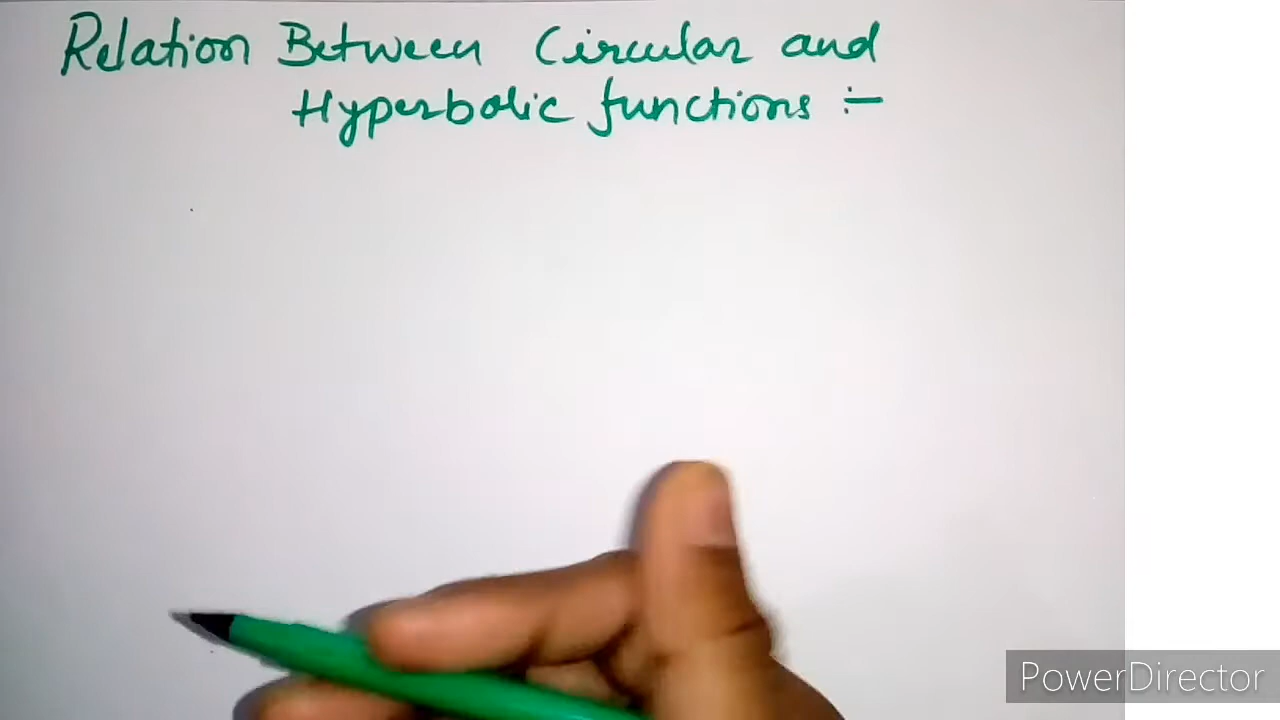 Relation Between Circular and
Hyperbolic functions :-
PowerDirector